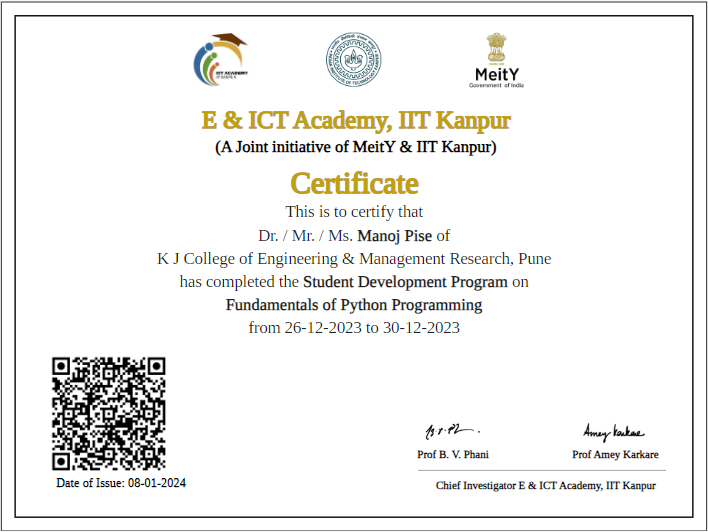 ICT ACADEMY
IIT KANPUR
MeitY
Government of India
E & ICT Academy, IIT Kanpur
(A Joint initiative of MeitY & IIT Kanpur)
Certificate
This is to certify that
Dr. / Mr. / Ms. Manoj Pise of
K J College of Engineering & Management Research, Pune
has completed the Student Development Program on
Fundamentals of Python Programming
from 26-12-2023 to 30-12-2023
Prof B. V. Phani
Amey Karkare
Prof Amey Karkare
Date of Issue: 08-01-2024
Chief Investigator E & ICT Academy, IIT Kanpur